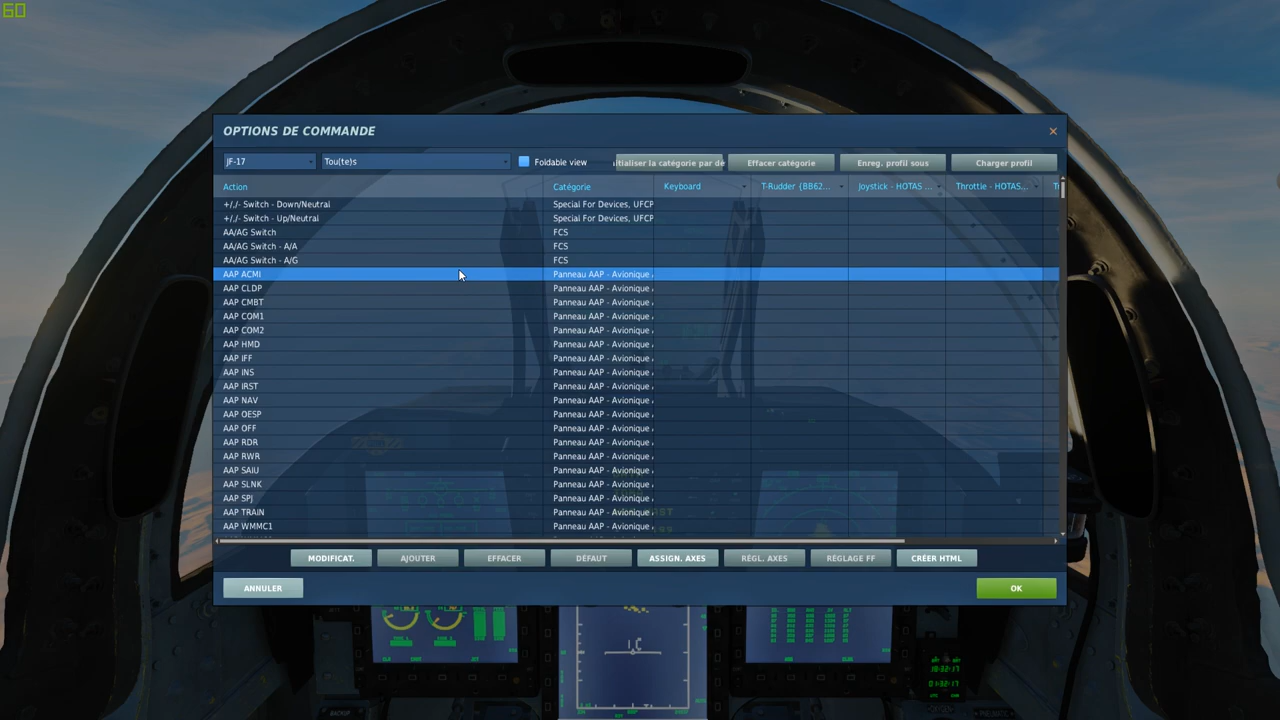 60
OPTIONS DE COMMANDE
JF-17 Tou(te)s Foldable view itialiser la catégorie par dé Effacer catégorie Enreg. profil sous Charger profil
Action Catégorie Keyboard T-Rudder {BB62... Joystick - HOTAS ... Throttle - HOTAS...
+/./- Switch - Down/Neutral Special For Devices, UFCP
+/./- Switch - Up/Neutral Special For Devices, UFCP
AA/AG Switch FCS
AA/AG Switch - A/A FCS
AA/AG Switch - A/G FCS
AAP ACMI Panneau AAP - Avionique
AAP CLDP Panneau AAP - Avionique
AAP CMBT Panneau AAP - Avionique
AAP COM1 Panneau AAP - Avionique
AAP COM2 Panneau AAP - Avionique
AAP HMD Panneau AAP - Avionique
AAP IFF Panneau AAP - Avionique
AAP INS Panneau AAP - Avionique
AAP IRST Panneau AAP - Avionique
AAP NAV Panneau AAP - Avionique
AAP OESP Panneau AAP - Avionique
AAP OFF Panneau AAP - Avionique
AAP RDR Panneau AAP - Avionique
AAP RWR Panneau AAP - Avionique
AAP SAIU Panneau AAP - Avionique
AAP SLNK Panneau AAP - Avionique
AAP SPJ Panneau AAP - Avionique
AAP TRAIN Panneau AAP - Avionique
AAP WMMC1 Panneau AAP - Avionique
MODIFICAT. AJOUTER EFFACER DÉFAUT ASSIGN. AXES RÉGL. AXES RÉGLAGE FF CRÉER HTML
ANNULER OK
BACKUP